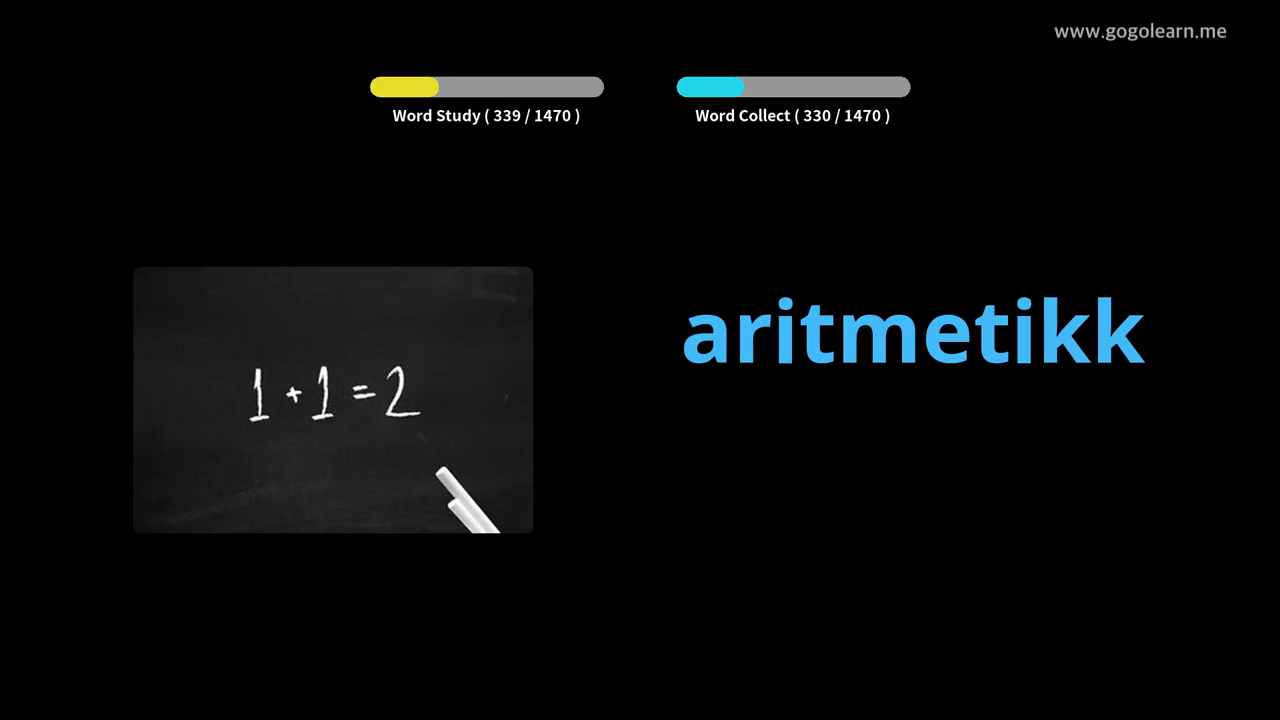 www.gogolearn.me
Word Study ( 339 / 1470 )
Word Collect ( 330 / 1470 )
aritmetikk
1 + 1 = 2